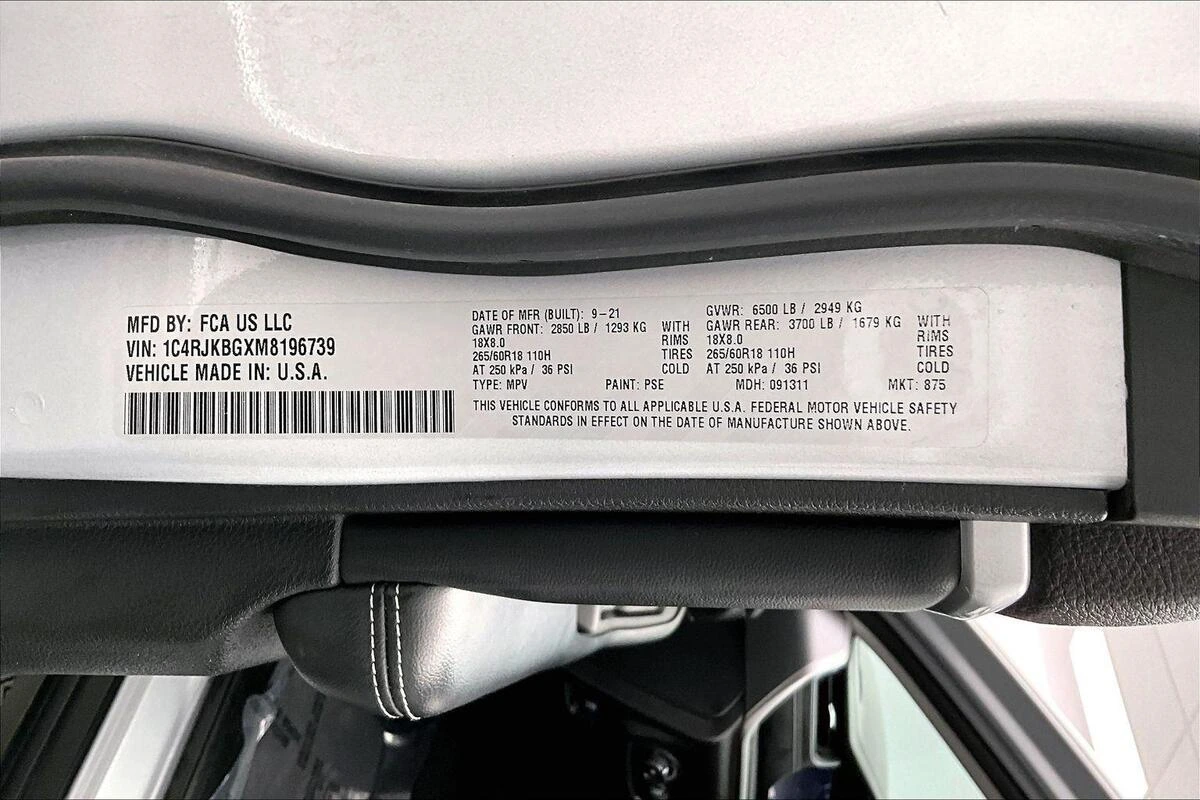 MFD BY: FCA US LLC
VIN: 1C4RJKBGXM8196739
VEHICLE MADE IN: U.S.A.
DATE OF MFR (BUILT): 9-21 GVWR: 6500 LB / 2949 KG
GAWR FRONT: 2850 LB / 1293 KG WITH GAWR REAR: 3700 LB / 1679 KG WITH
18X8.0 RIMS 18X8.0 RIMS
265/60R18 110H TIRES 265/60R18 110H TIRES
AT 250 kPa / 36 PSI COLD AT 250 kPa / 36 PSI COLD
TYPE: MPV PAINT: PSE MDH: 091311 MKT: 875
THIS VEHICLE CONFORMS TO ALL APPLICABLE U.S.A. FEDERAL MOTOR VEHICLE SAFETY
STANDARDS IN EFFECT ON THE DATE OF MANUFACTURE SHOWN ABOVE.